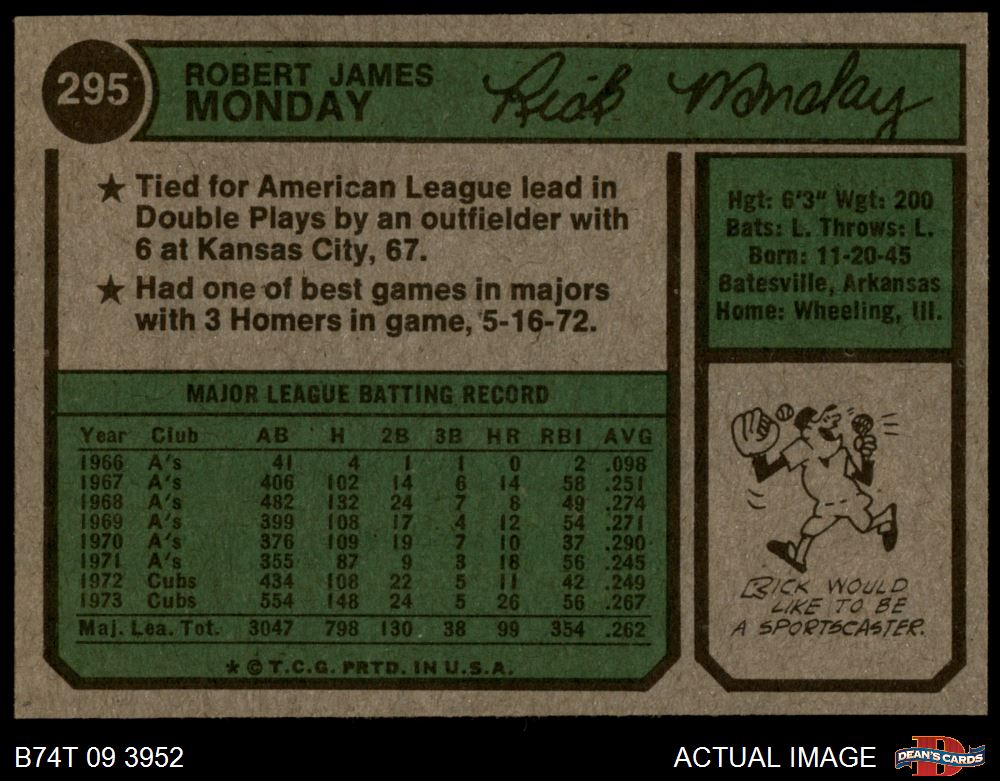 295
ROBERT JAMES
MONDAY
Rick Monday
★ Tied for American League lead in
Double Plays by an outfielder with
6 at Kansas City, 67.
★ Had one of best games in majors
with 3 Homers in game, 5-16-72.
Hgt: 6'3" Wgt: 200
Bats: L. Throws: L.
Born: 11-20-45
Batesville, Arkansas
Home: Wheeling, Ill.
MAJOR LEAGUE BATTING RECORD
Year Club AB H 2B 3B HR RBI AVG
1966 A's 41 4 1 1 0 2 .098
1967 A's 406 102 14 6 14 58 .251
1968 A's 482 132 24 7 8 49 .274
1969 A's 399 108 17 4 12 54 .271
1970 A's 376 109 19 7 10 37 .290
1971 A's 355 87 9 3 18 56 .245
1972 Cubs 434 108 22 5 11 42 .249
1973 Cubs 554 148 24 5 26 56 .267
Maj. Lea. Tot. 3047 798 130 38 99 354 .262
* © T.C.G. PRTD. IN U.S.A.
RICK WOULD
LIKE TO BE
A SPORTSCASTER.
B74T 09 3952
ACTUAL IMAGE
D
DEAN'S CARDS